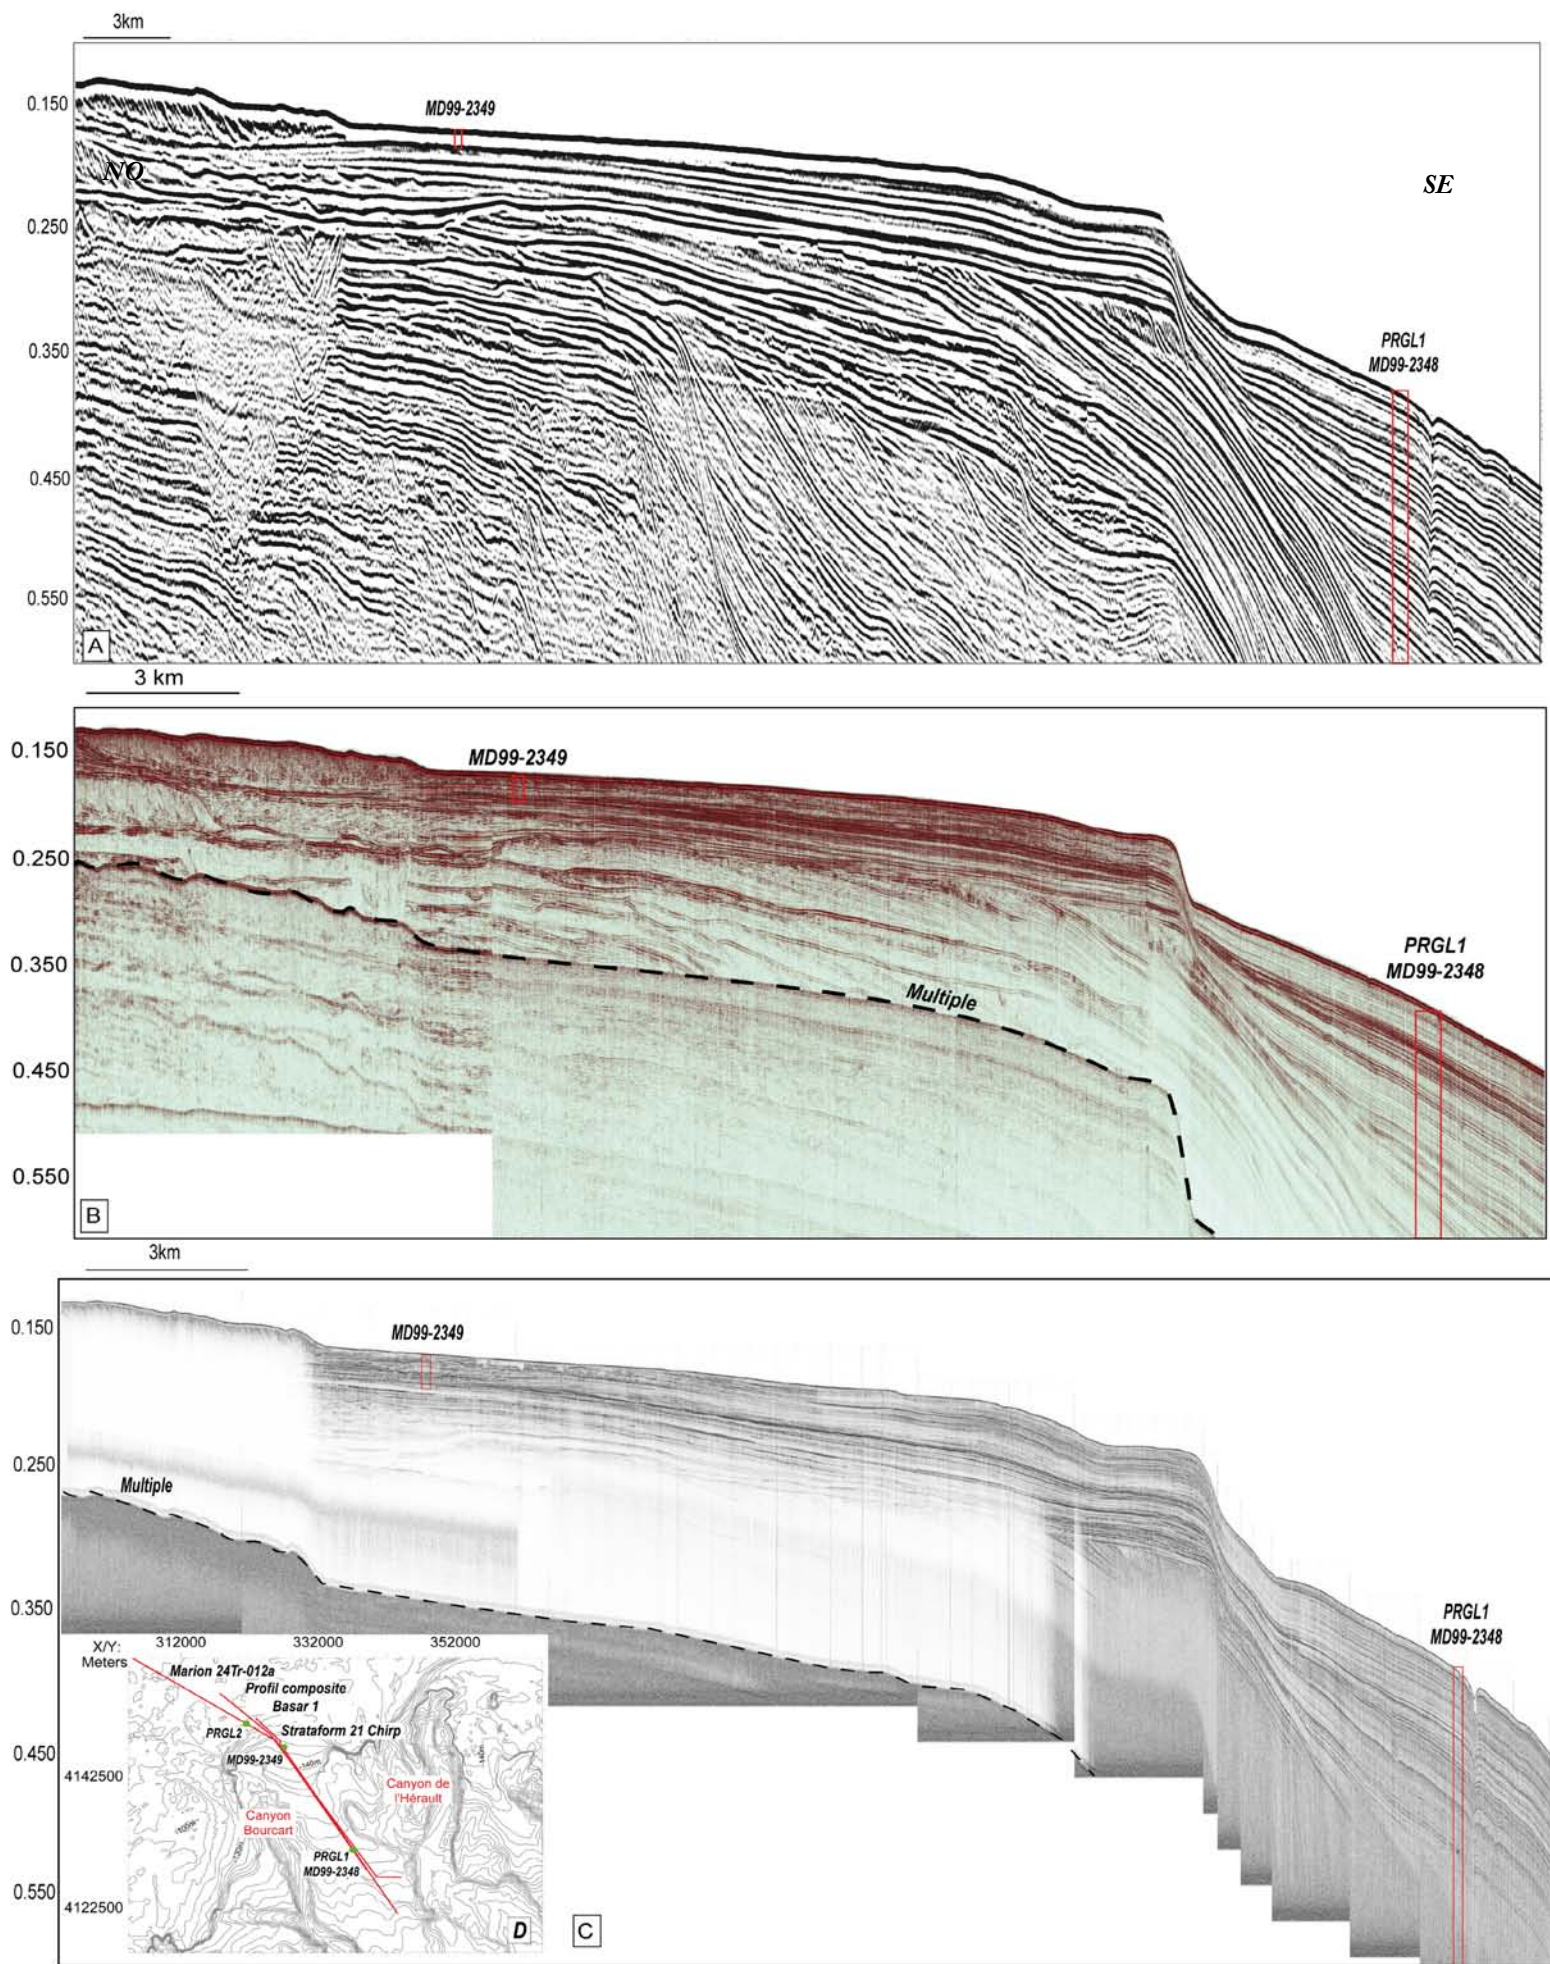 3km
0.150
MD99-2349
NO
SE
0.250
0.350
PRGL1
MD99-2348
0.450
0.550
A
3 km
0.150
MD99-2349
0.250
0.350
PRGL1
MD99-2348
Multiple
0.450
0.550
B
3km
0.150
MD99-2349
0.250
Multiple
0.350
PRGL1
MD99-2348
X/Y:
Meters
312000
332000
352000
Marion 24Tr-012a
Profil composite
Basar 1
PRGL2
Strataform 21 Chirp
MD99-2349
-140m
-140m
0.450
4142500
Canyon de
l'Hérault
Canyon
Bourcart
-100m
PRGL1
MD99-2348
0.550
4122500
D
C